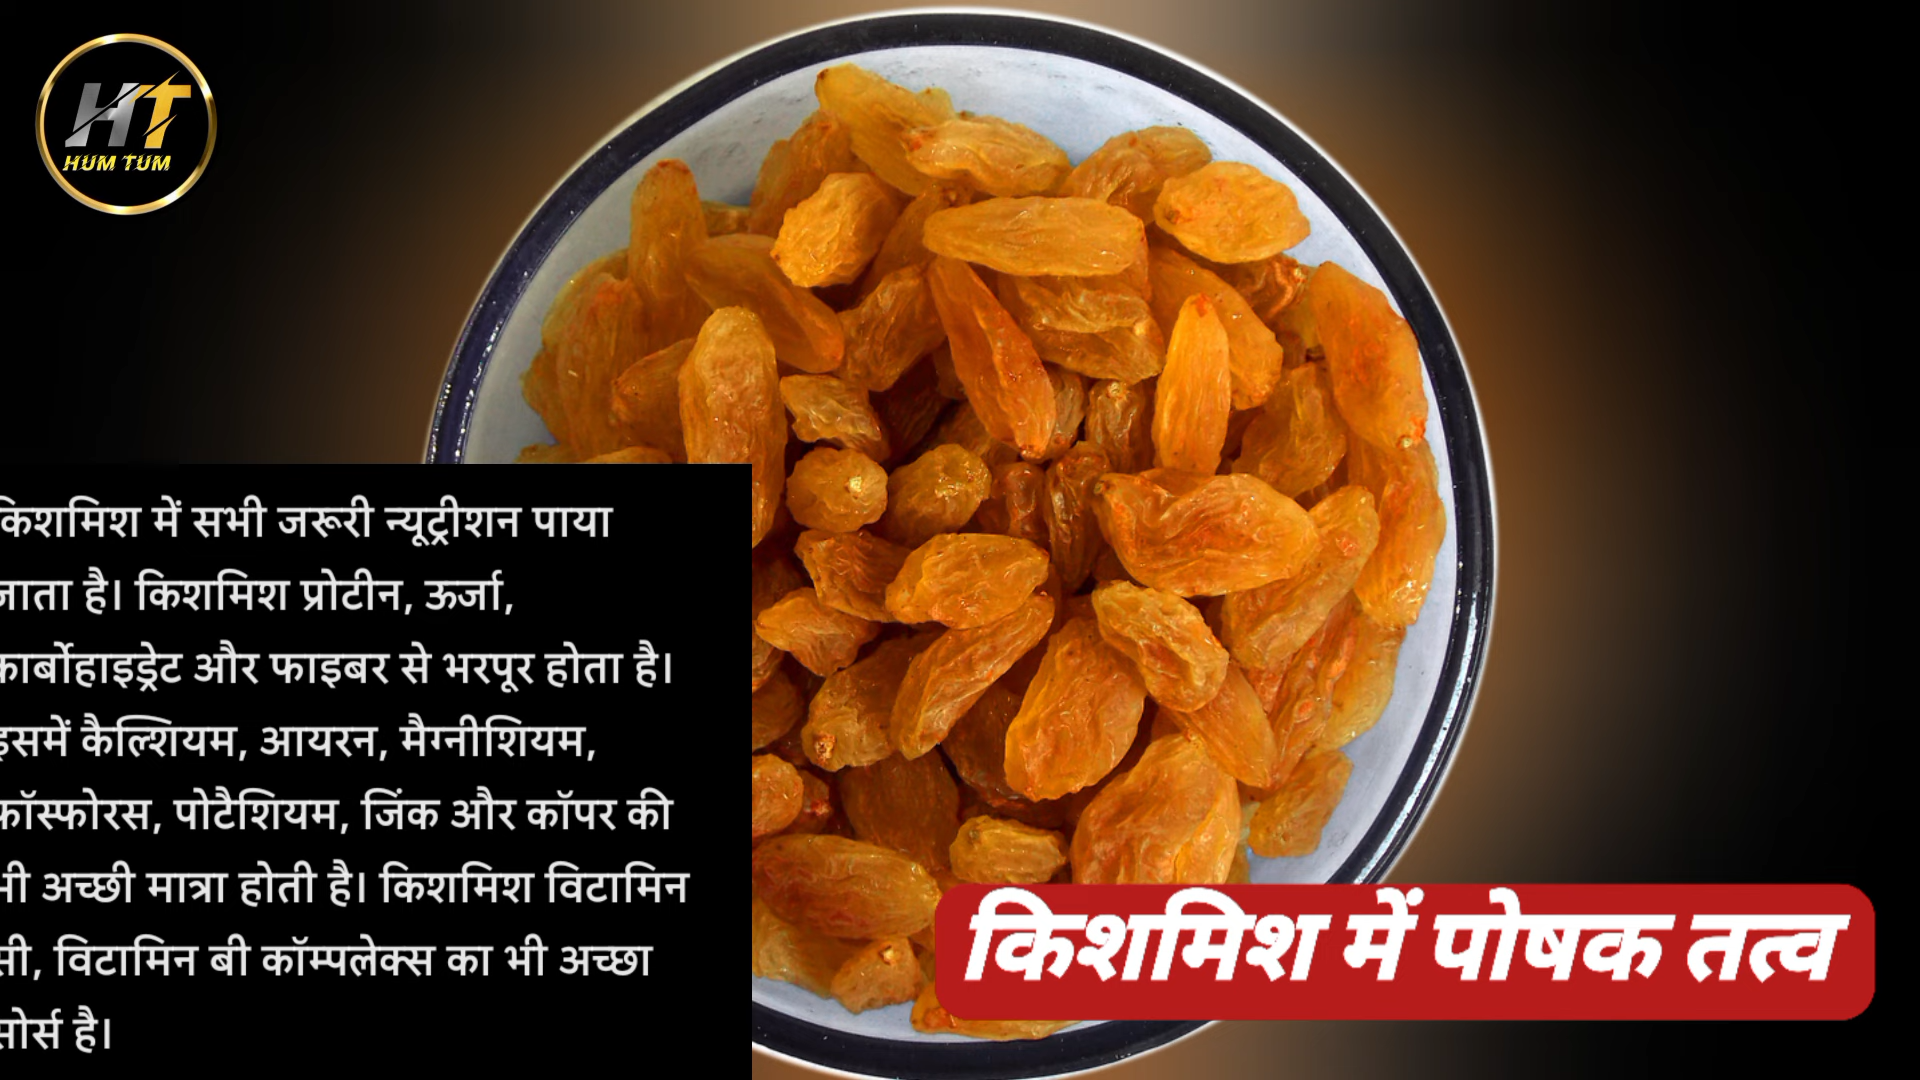 HT
HUM TUM
किशमिश में सभी जरूरी न्यूट्रीशन पाया
जाता है। किशमिश प्रोटीन, ऊर्जा,
कार्बोहाइड्रेट और फाइबर से भरपूर होता है।
इसमें कैल्शियम, आयरन, मैग्नीशियम,
फॉस्फोरस, पोटैशियम, जिंक और कॉपर की
भी अच्छी मात्रा होती है। किशमिश विटामिन
सी, विटामिन बी कॉम्पलेक्स का भी अच्छा
सोर्स है।
किशमिश में पोषक तत्व